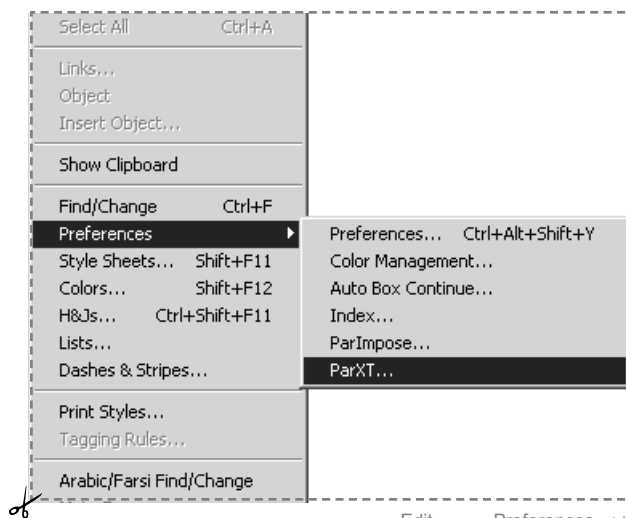 Select All Ctrl+A
Links...
Object
Insert Object...
Show Clipboard
Find/Change Ctrl+F
Preferences
Preferences... Ctrl+Alt+Shift+Y
Style Sheets... Shift+F11
Color Management...
Colors... Shift+F12
Auto Box Continue...
H&Js... Ctrl+Shift+F11
Index...
Lists...
ParImpose...
Dashes & Stripes...
ParXT...
Print Styles...
Tagging Rules...
Arabic/Farsi Find/Change
Edit Preferences